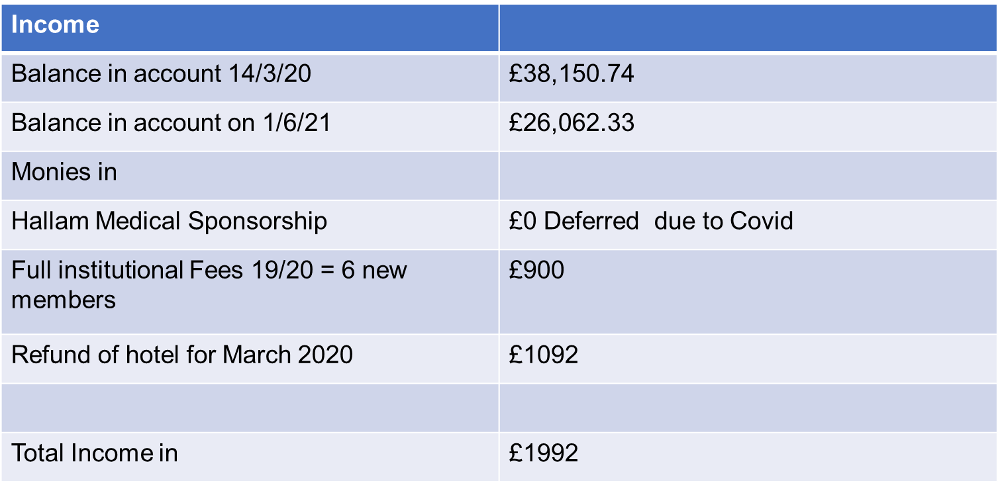 Income
Balance in account 14/3/20 £38,150.74
Balance in account on 1/6/21 £26,062.33
Monies in
Hallam Medical Sponsorship £0 Deferred  due to Covid
Full institutional Fees 19/20 = 6 new £900
members
Refund of hotel for March 2020 £1092
Total Income in £1992